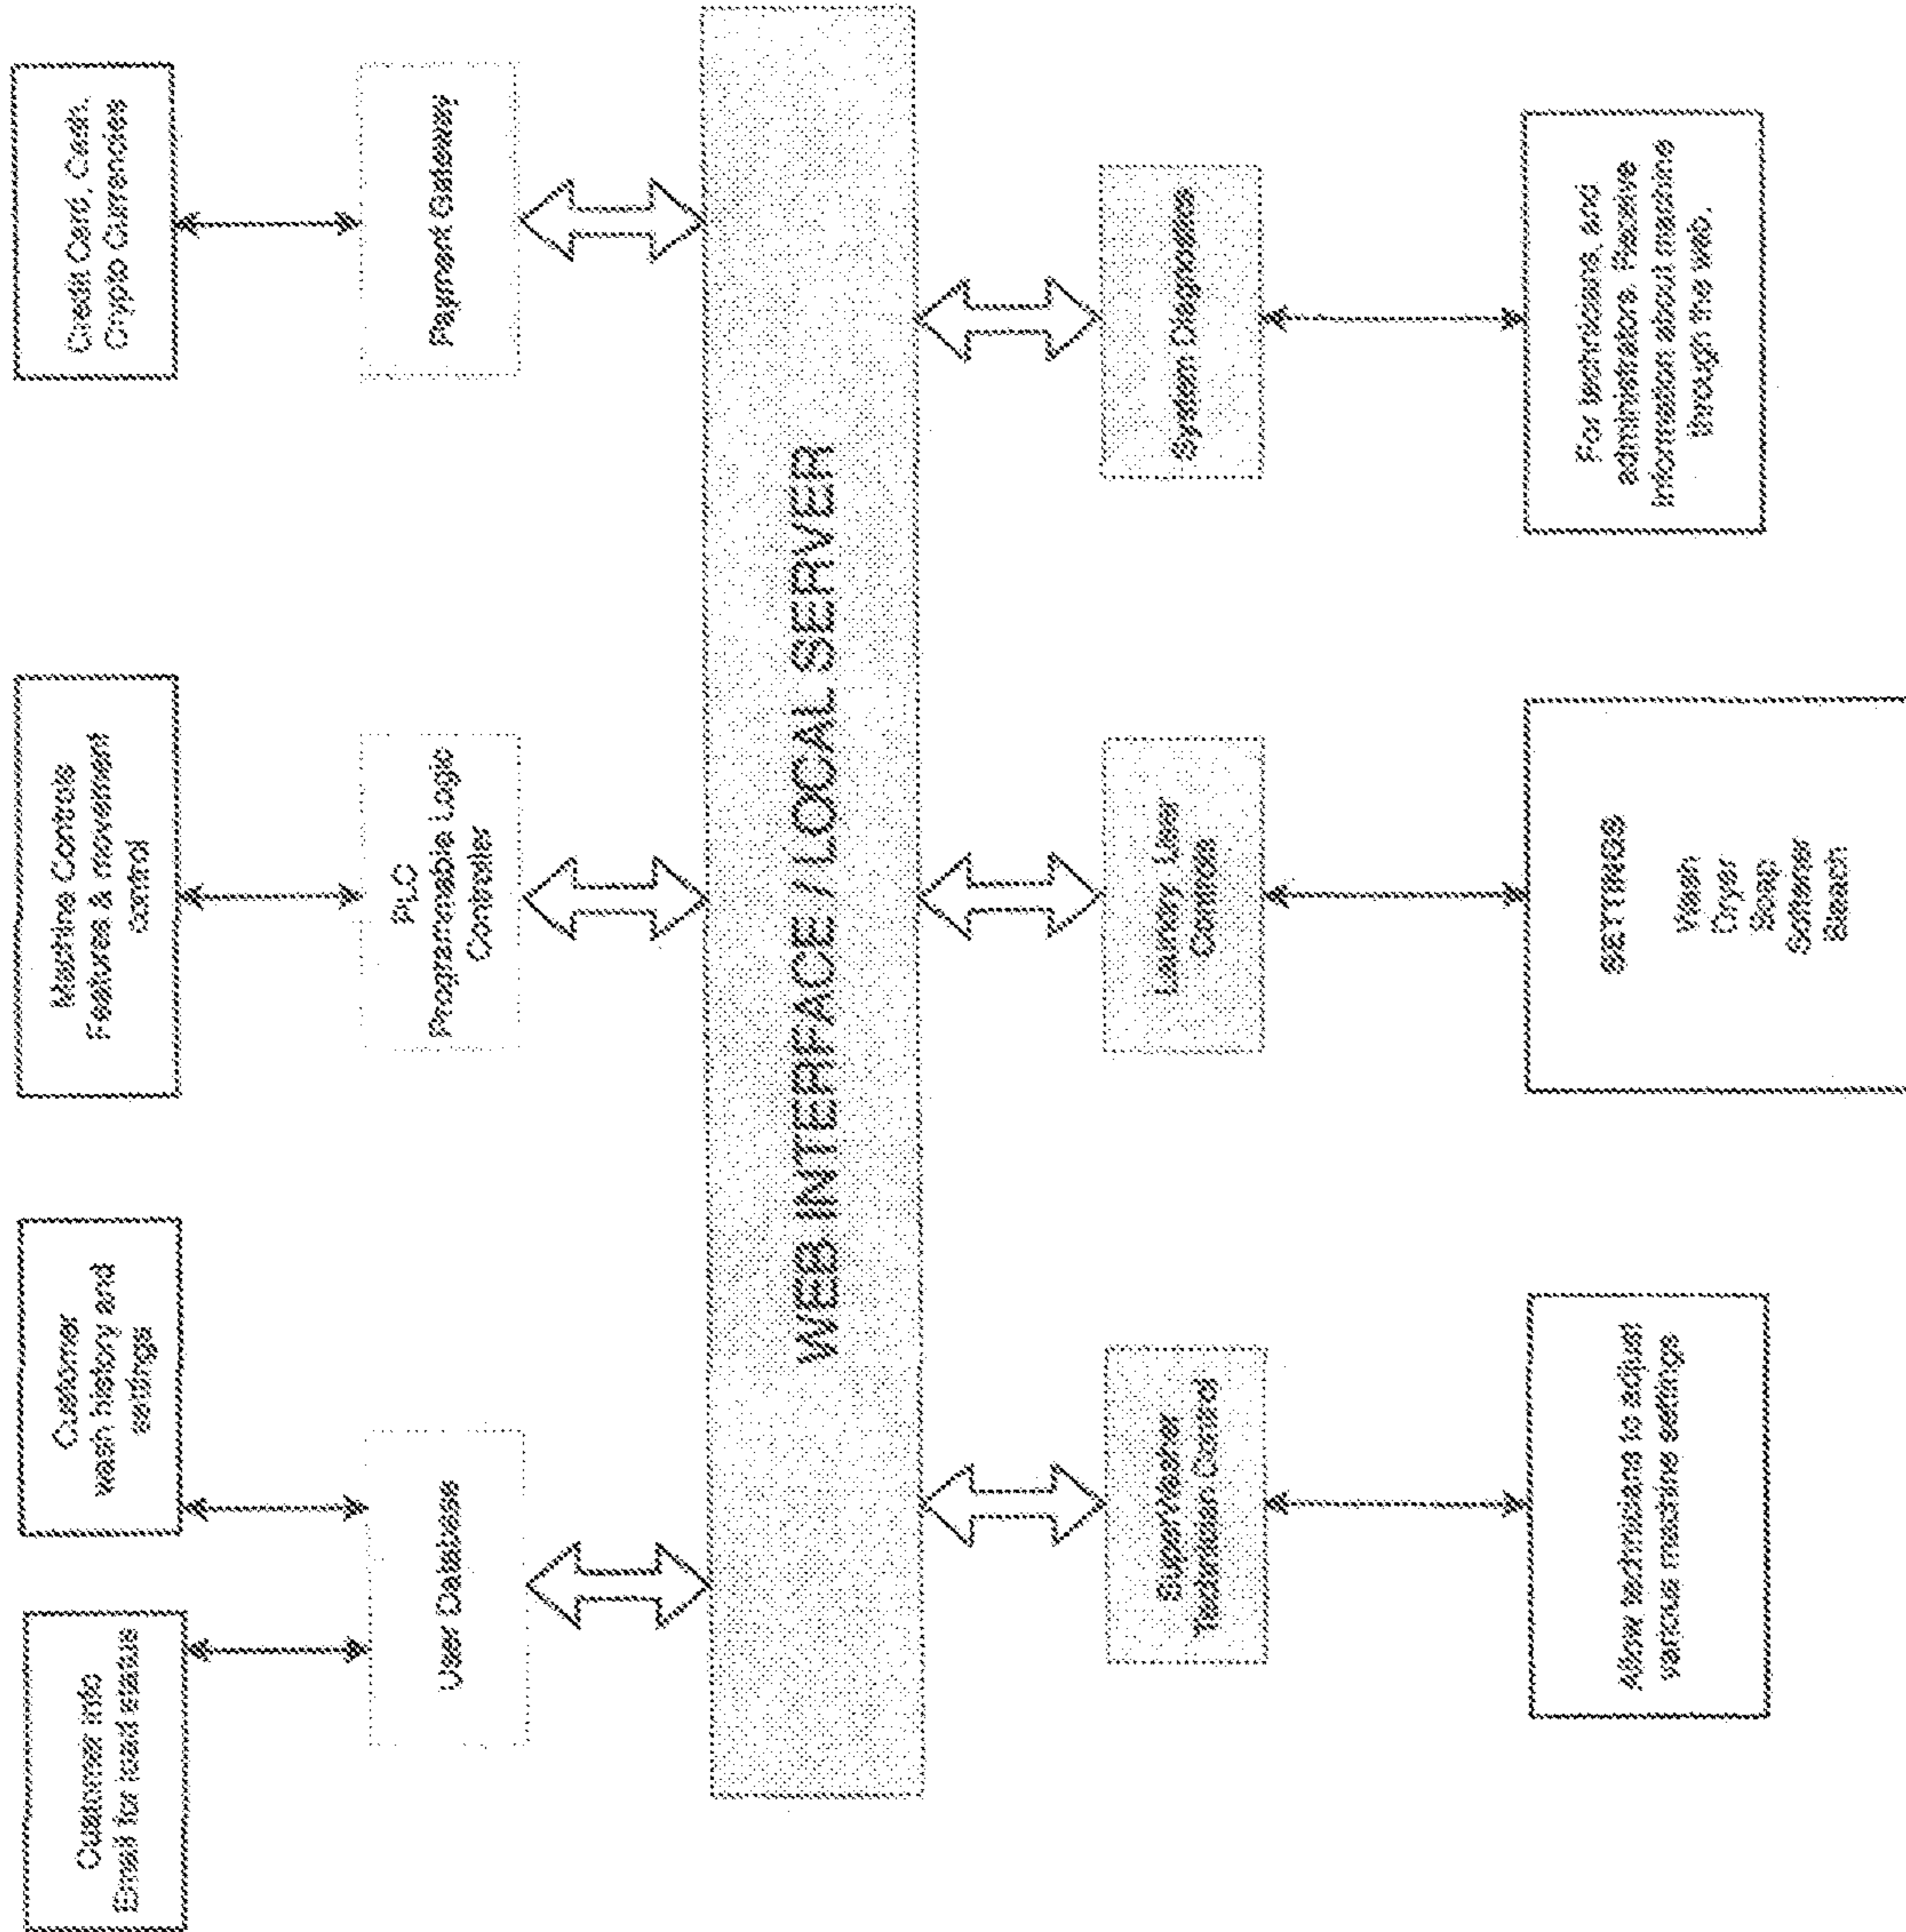 Customer info
Email for load status
Customer
wash history and
settings
Machine Controls
Features & movement
control
Credit Card, Cash,
Crypto Currencies
User Database
PLC
Programmable Logic
Controller
Payment Gateway
WEB INTERFACE / LOCAL SERVER
Supervisor
Technician Control
Laundry User
Control
System Diagnostics
Allow technicians to adjust
various machine settings
SETTINGS
Wash
Dryer
Soap
Softener
Bleach
For technicians, and
administrators. Receive
information about machine
through the web.